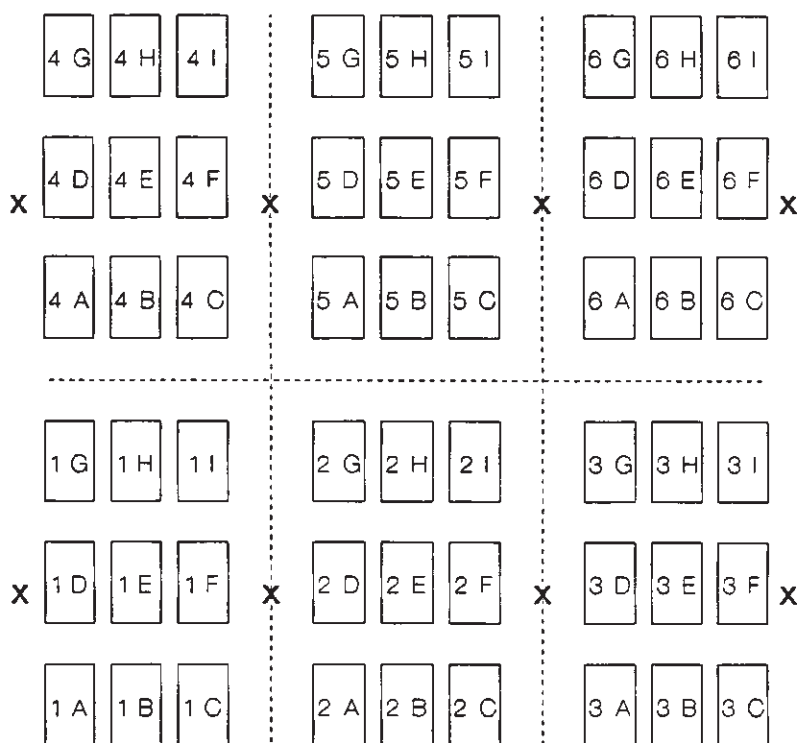 4 G 4 H 4 I 5 G 5 H 5 I 6 G 6 H 6 I
4 D 4 E 4 F 5 D 5 E 5 F 6 D 6 E 6 F
X X X X
4 A 4 B 4 C 5 A 5 B 5 C 6 A 6 B 6 C
1 G 1 H 1 I 2 G 2 H 2 I 3 G 3 H 3 I
1 D 1 E 1 F 2 D 2 E 2 F 3 D 3 E 3 F
X X X X
1 A 1 B 1 C 2 A 2 B 2 C 3 A 3 B 3 C